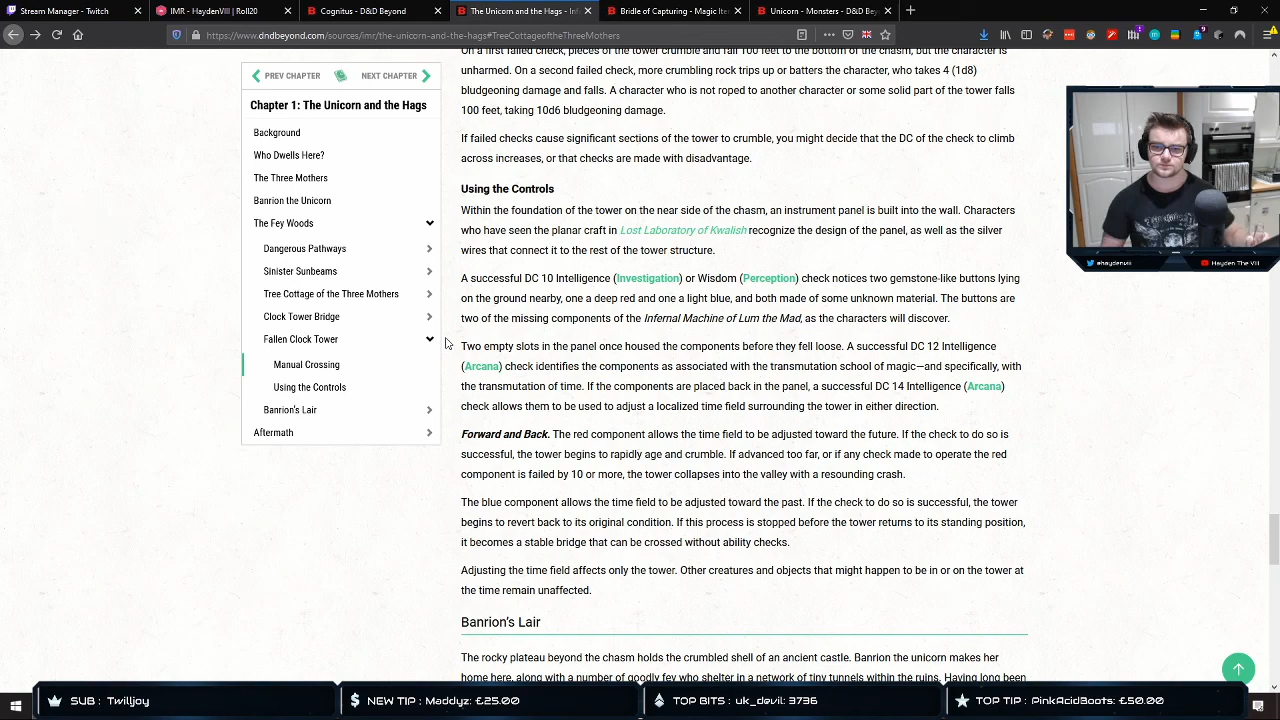 Stream Manager - Twitch
IMR - HaydenVill | Roll20
Cognitus - D&D Beyond
The Unicorn and the Hags - Inf
Bridle of Capturing - Magic Ite
Unicorn - Monsters - D&D Bey
https://www.dndbeyond.com/sources/imr/the-unicorn-and-the-hags#TreeCottageoftheThreeMothers
PREV CHAPTER
NEXT CHAPTER
Chapter 1: The Unicorn and the Hags
Background
Who Dwells Here?
The Three Mothers
Banrion the Unicorn
The Fey Woods
Dangerous Pathways
Sinister Sunbeams
Tree Cottage of the Three Mothers
Clock Tower Bridge
Fallen Clock Tower
Manual Crossing
Using the Controls
Banrion's Lair
Aftermath
On a first failed check, pieces of the tower crumble and fall 100 feet to the bottom of the chasm, but the character is
unharmed. On a second failed check, more crumbling rock trips up or batters the character, who takes 4 (1d8)
bludgeoning damage and falls. A character who is not roped to another character or some solid part of the tower falls
100 feet, taking 10d6 bludgeoning damage.
If failed checks cause significant sections of the tower to crumble, you might decide that the DC of the check to climb
across increases, or that checks are made with disadvantage.
Using the Controls
Within the foundation of the tower on the near side of the chasm, an instrument panel is built into the wall. Characters
who have seen the planar craft in Lost Laboratory of Kwalish recognize the design of the panel, as well as the silver
wires that connect it to the rest of the tower structure.
A successful DC 10 Intelligence (Investigation) or Wisdom (Perception) check notices two gemstone-like buttons lying
on the ground nearby, one a deep red and one a light blue, and both made of some unknown material. The buttons are
two of the missing components of the Infernal Machine of Lum the Mad, as the characters will discover.
Two empty slots in the panel once housed the components before they fell loose. A successful DC 12 Intelligence
(Arcana) check identifies the components as associated with the transmutation school of magic—and specifically, with
the transmutation of time. If the components are placed back in the panel, a successful DC 14 Intelligence (Arcana)
check allows them to be used to adjust a localized time field surrounding the tower in either direction.
Forward and Back. The red component allows the time field to be adjusted toward the future. If the check to do so is
successful, the tower begins to rapidly age and crumble. If advanced too far, or if any check made to operate the red
component is failed by 10 or more, the tower collapses into the valley with a resounding crash.
The blue component allows the time field to be adjusted toward the past. If the check to do so is successful, the tower
begins to revert back to its original condition. If this process is stopped before the tower returns to its standing position,
it becomes a stable bridge that can be crossed without ability checks.
Adjusting the time field affects only the tower. Other creatures and objects that might happen to be in or on the tower at
the time remain unaffected.
Banrion's Lair
The rocky plateau beyond the chasm holds the crumbled shell of an ancient castle. Banrion the unicorn makes her
home here, along with a number of goodly fey who shelter in a network of tiny tunnels within the ruins. Having long been
ehaydenviii
Hayden The VIII
SUB : Twilljoy
NEW TIP : Maddyz: £25.00
TOP BITS : uk_devil: 3736
TOP TIP : PinkAcidBoots: £50.00